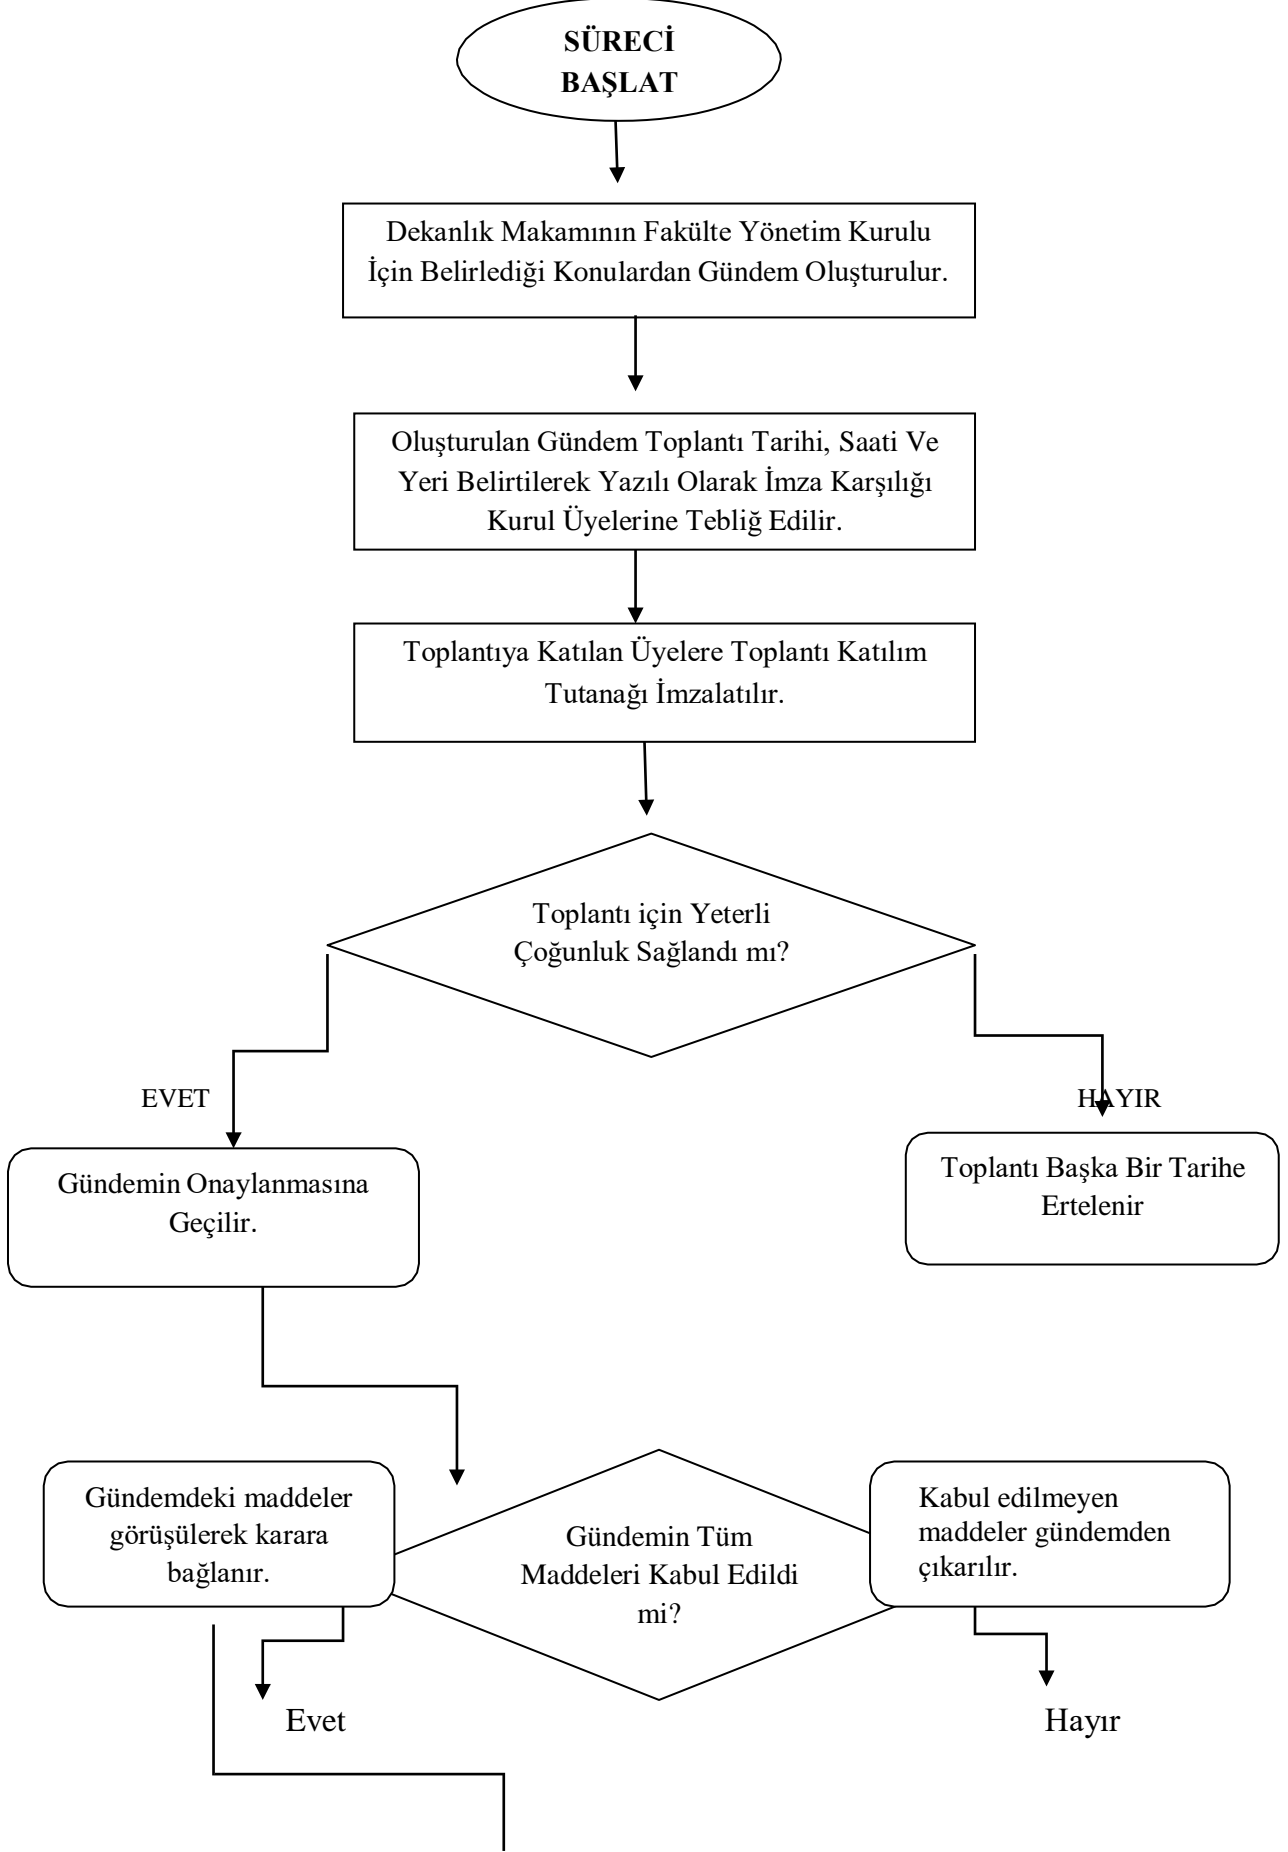 SÜRECİ
BAŞLAT
Dekanlık Makamının Fakülte Yönetim Kurulu
İçin Belirlediği Konulardan Gündem Oluşturulur.
Oluşturulan Gündem Toplantı Tarihi, Saati Ve
Yeri Belirtilerek Yazılı Olarak İmza Karşılığı
Kurul Üyelerine Tebliğ Edilir.
Toplantıya Katılan Üyelere Toplantı Katılım
Tutanağı İmzalatılır.
Toplantı için Yeterli
Çoğunluk Sağlandı mı?
EVET
HAYIR
Gündemin Onaylanmasına
Geçilir.
Toplantı Başka Bir Tarihe
Ertelenir
Gündemdeki maddeler
görüşülerek karara
bağlanır.
Gündemin Tüm
Maddeleri Kabul Edildi
mi?
Kabul edilmeyen
maddeler gündemden
çıkarılır.
Evet
Hayır